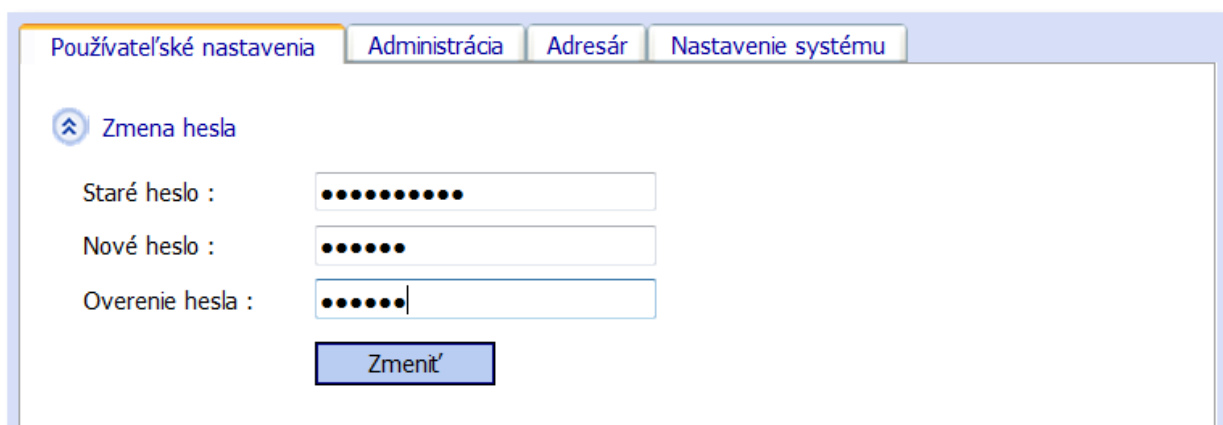 Používateľské nastavenia Administrácia Adresár Nastavenie systému
Zmena hesla
Staré heslo : ●●●●●●●●●●
Nové heslo : ●●●●●●
Overenie hesla : ●●●●●●
Zmeniť